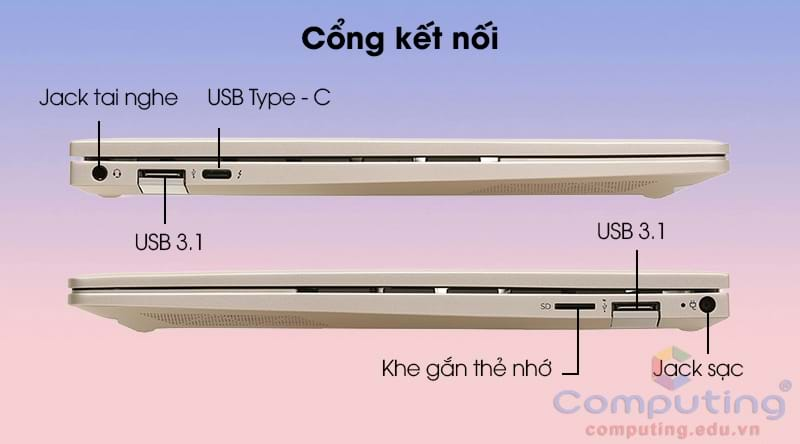 Cổng kết nối
Jack tai nghe
USB Type - C
USB 3.1
USB 3.1
SD
Khe gắn thẻ nhớ
Jack sạc
Computing®
computing.edu.vn